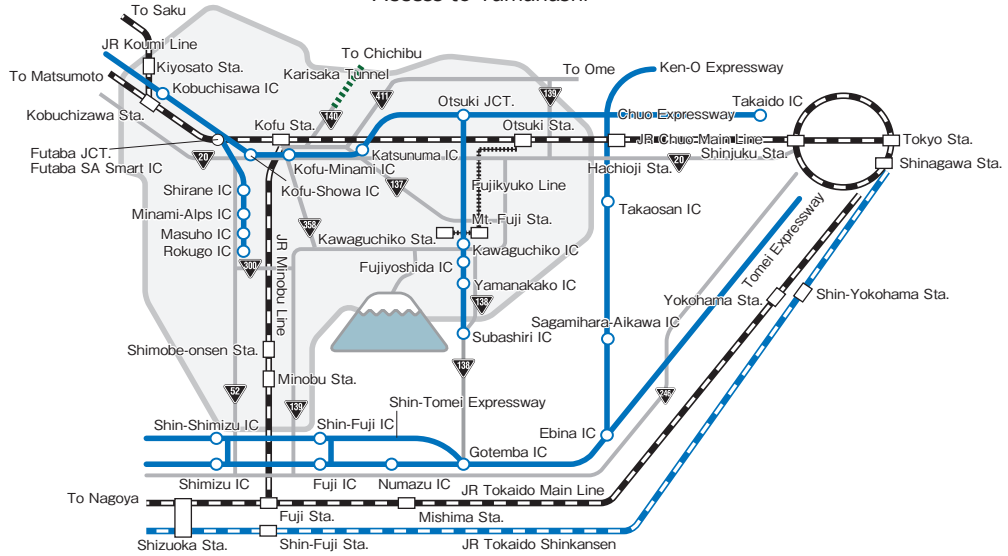 Access to Yamanashi
To Saku
JR Koumi Line
Kiyosato Sta.
To Chichibu
To Matsumoto
Kobuchisawa IC
Karisaka Tunnel
To Ome
Ken-O Expressway
411
139
Kobuchizawa Sta.
140
Otsuki JCT.
Chuo Expressway
Takaido IC
Kofu Sta.
Otsuki Sta.
JR Chuo Main Line
Tokyo Sta.
Futaba JCT.
Futaba SA Smart IC
20
Katsunuma IC
Shinjuku Sta.
Kofu-Minami IC
Hachioji Sta.
20
Shinagawa Sta.
Shirane IC
Kofu-Showa IC
137
Fujikyuko Line
Minami-Alps IC
Takaosan IC
Masuho IC
358
Mt. Fuji Sta.
Rokugo IC
Kawaguchiko Sta.
Kawaguchiko IC
300
JR Minobu Line
Fujiyoshida IC
Tomei Expressway
Yamanakako IC
138
Yokohama Sta.
Shin-Yokohama Sta.
Subashiri IC
Sagamihara-Aikawa IC
Shimobe-onsen Sta.
138
Minobu Sta.
52
139
246
Shin-Tomei Expressway
Shin-Shimizu IC
Shin-Fuji IC
Ebina IC
Gotemba IC
Shimizu IC
Fuji IC
Numazu IC
To Nagoya
JR Tokaido Main Line
Fuji Sta.
Mishima Sta.
Shizuoka Sta.
Shin-Fuji Sta.
JR Tokaido Shinkansen